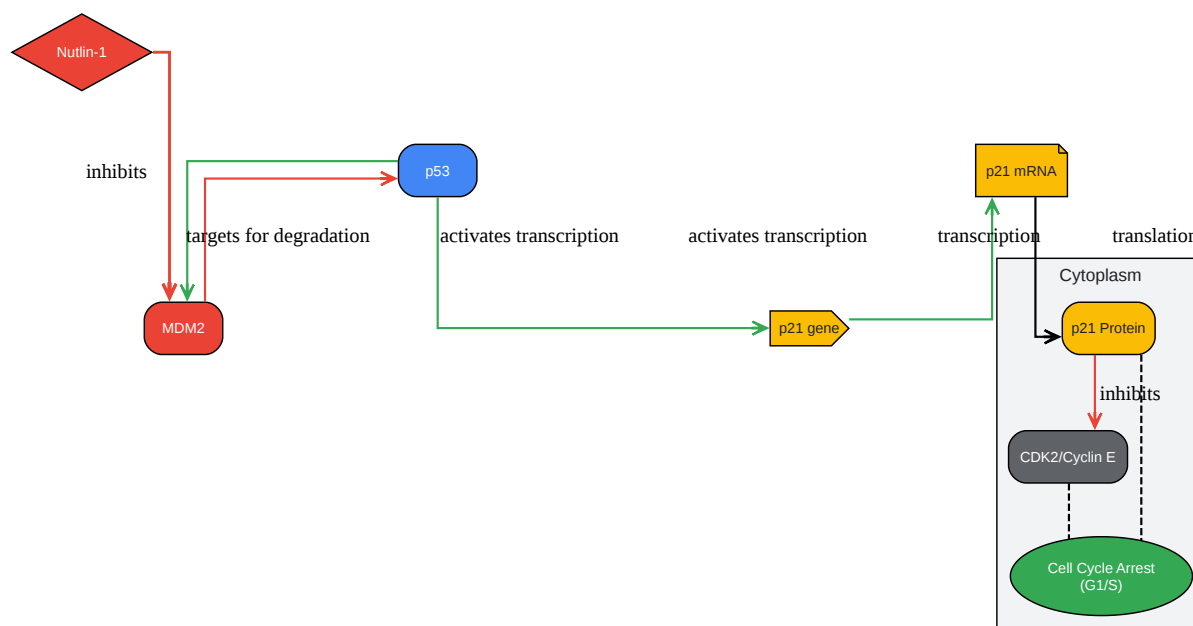 Nutlin-1
inhibits
p53
p21 mRNA
targets for degradation
activates transcription
activates transcription
transcription
translation
Cytoplasm
MDM2
p21 gene
p21 Protein
inhibits
CDK2/Cyclin E
Cell Cycle Arrest
(G1/S)